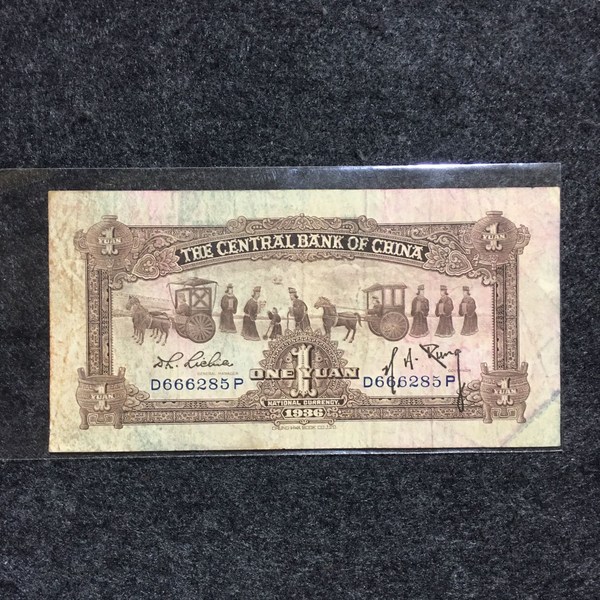 1
YUAN
THE CENTRAL BANK OF CHINA
1
YUAN
D666285P
1
ONE YUAN
D666285P
1
YUAN
NATIONAL CURRENCY
1936
1
YUAN